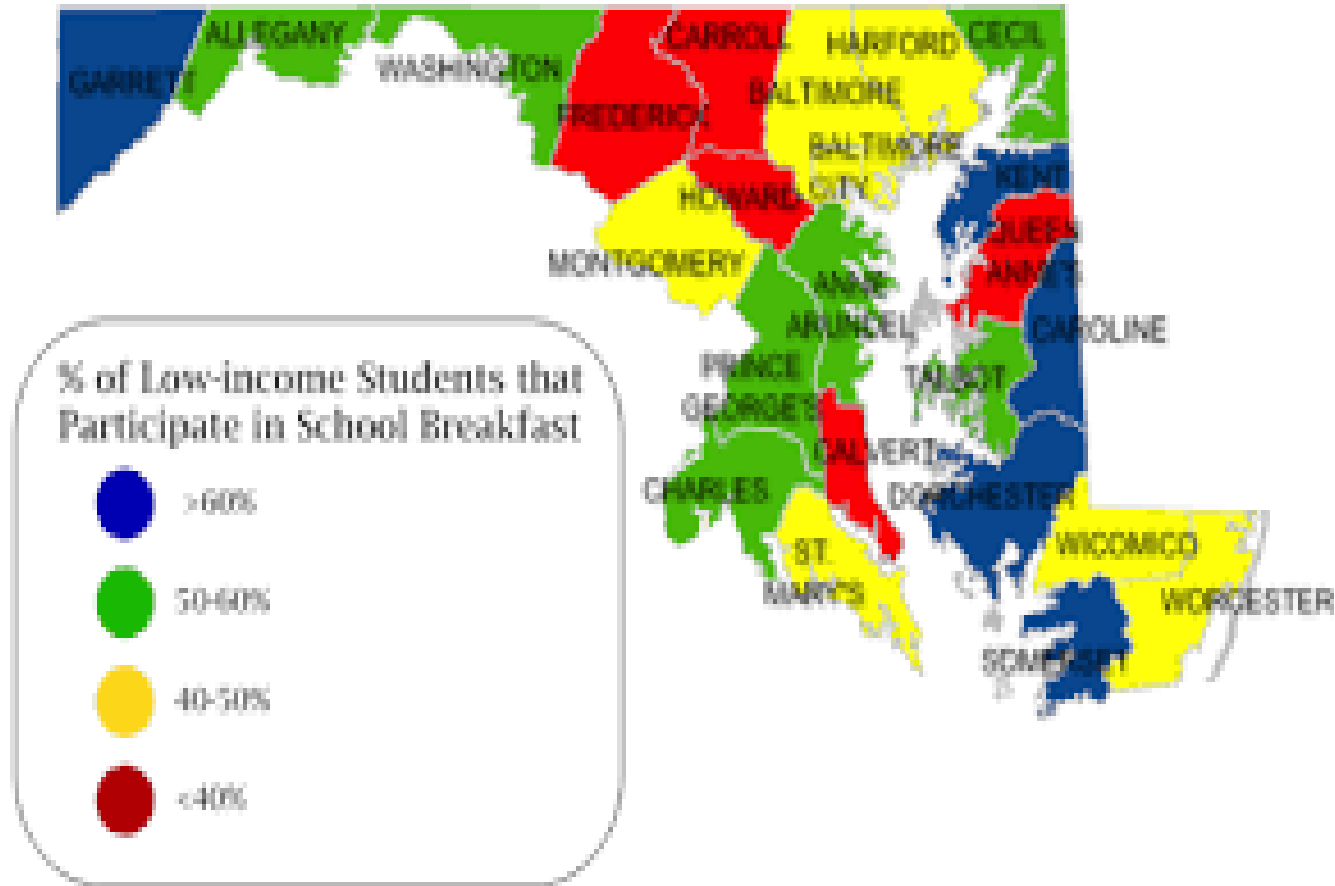 ALLEGANY
CARROLL
HARFORD
CECIL
GARRETT
WASHINGTON
BALTIMORE
FREDERICK
BALTIMORE
CITY
KENT
HOWARD
QUEEN
ANNE'S
MONTGOMERY
ANNE
ARUNDEL
CAROLINE
PRINCE
GEORGE'S
TALBOT
CALVERT
CHARLES
DORCHESTER
ST.
MARY'S
WICOMICO
WORCESTER
SOMERSET
% of Low-income Students that
Participate in School Breakfast
>60%
50-60%
40-50%
<40%